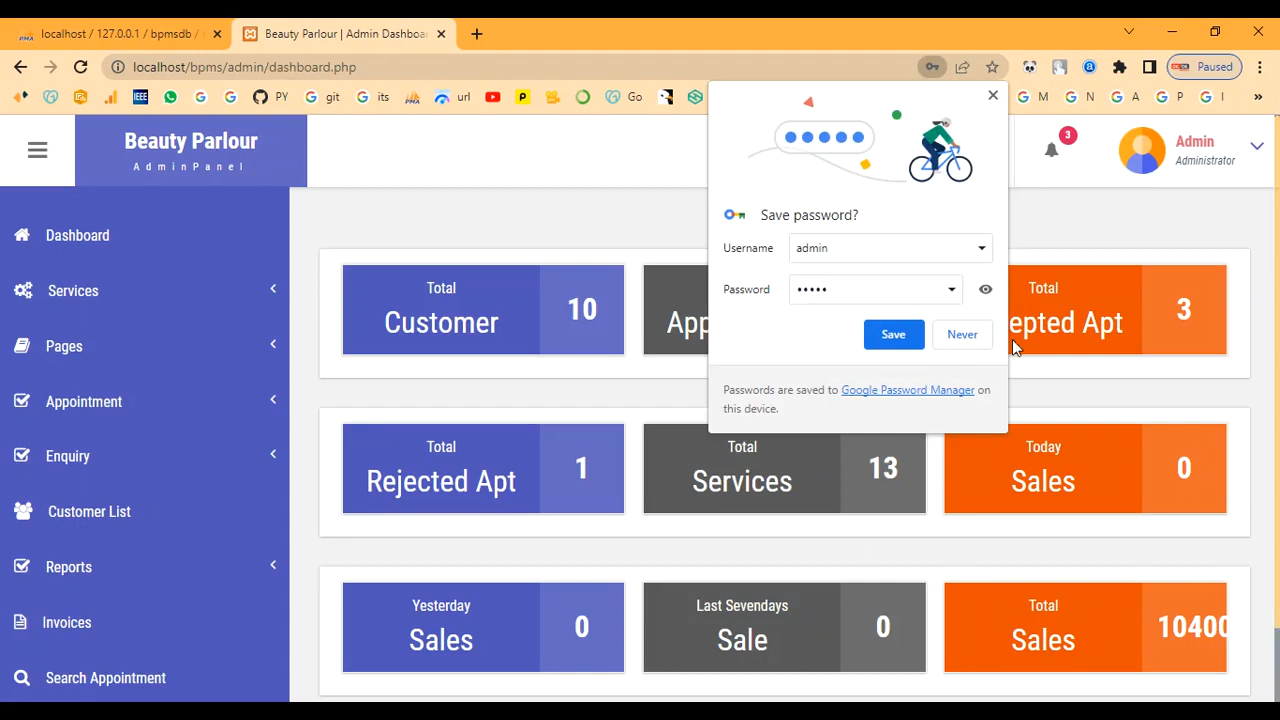 localhost / 127.0.0.1 / bpmsdb /
Beauty Parlour | Admin Dashboa
localhost/bpms/admin/dashboard.php
Paused
IEEE
PY
git
its
url
Go
M
N
A
P
I
»
Beauty Parlour
AdminPanel
3
Admin
Administrator
Save password?
Username
admin
Password
•••••
Save
Never
Passwords are saved to Google Password Manager on
this device.
Dashboard
Services
Pages
Appointment
Enquiry
Customer List
Reports
Invoices
Search Appointment
Total
Customer
10
App
Total
epted Apt
3
Total
Rejected Apt
1
Total
Services
13
Today
Sales
0
Yesterday
Sales
0
Last Sevendays
Sale
0
Total
Sales
10400